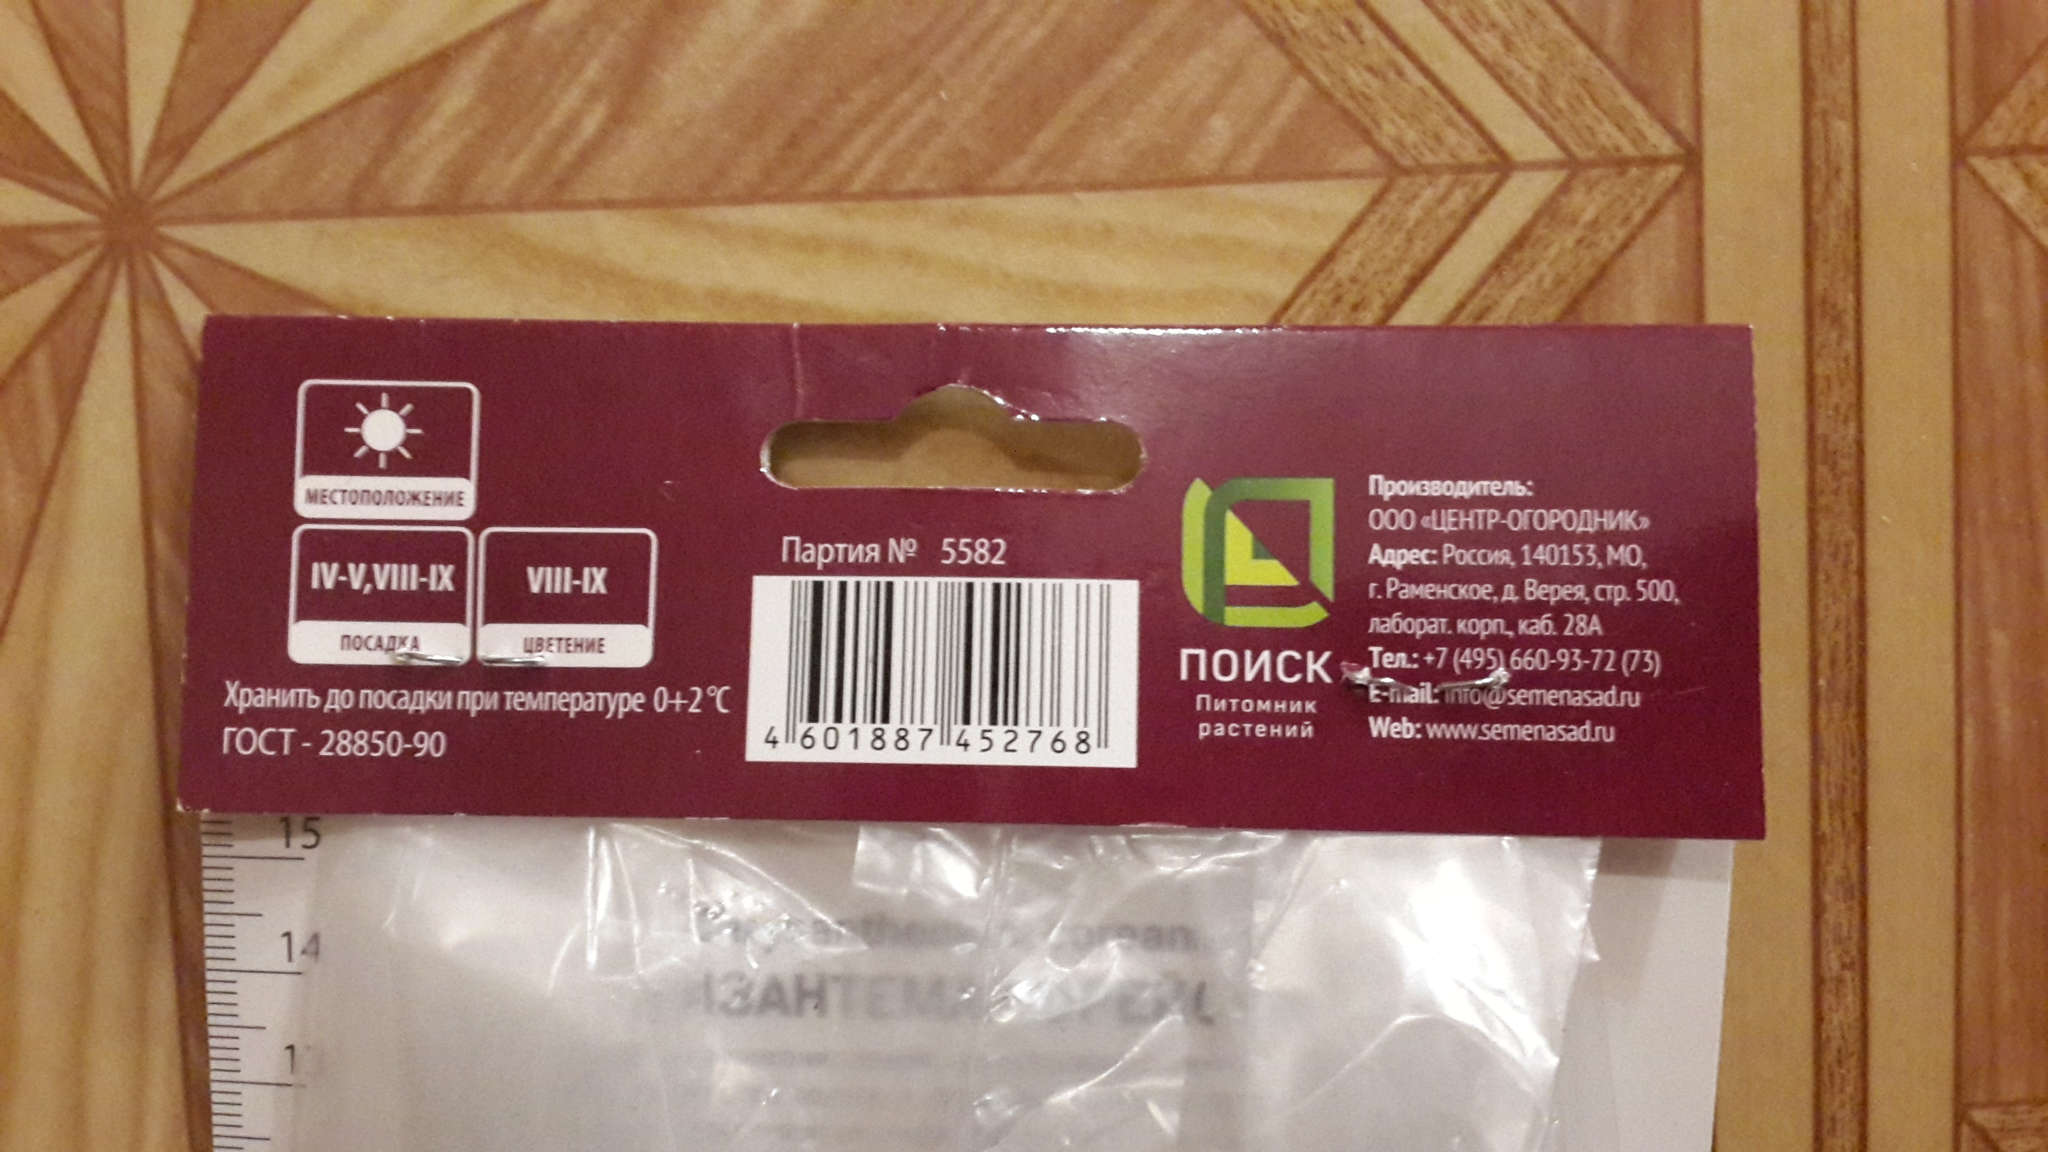 МЕСТОПОЛОЖЕНИЕ
IV-V,VIII-IX
ПОСАДКА
VIII-IX
ЦВЕТЕНИЕ
Хранить до посадки при температуре 0+2 °С
ГОСТ - 28850-90
Партия № 5582
4 601887 452768
ПОИСК
Питомник
растений
Производитель:
ООО «ЦЕНТР-ОГОРОДНИК»
Адрес: Россия, 140153, МО,
г. Раменское, д. Верея, стр. 500,
лаборат. корп., каб. 28А
Тел.: +7 (495) 660-93-72 (73)
E-mail: info@semenasad.ru
Web: www.semenasad.ru
15
14